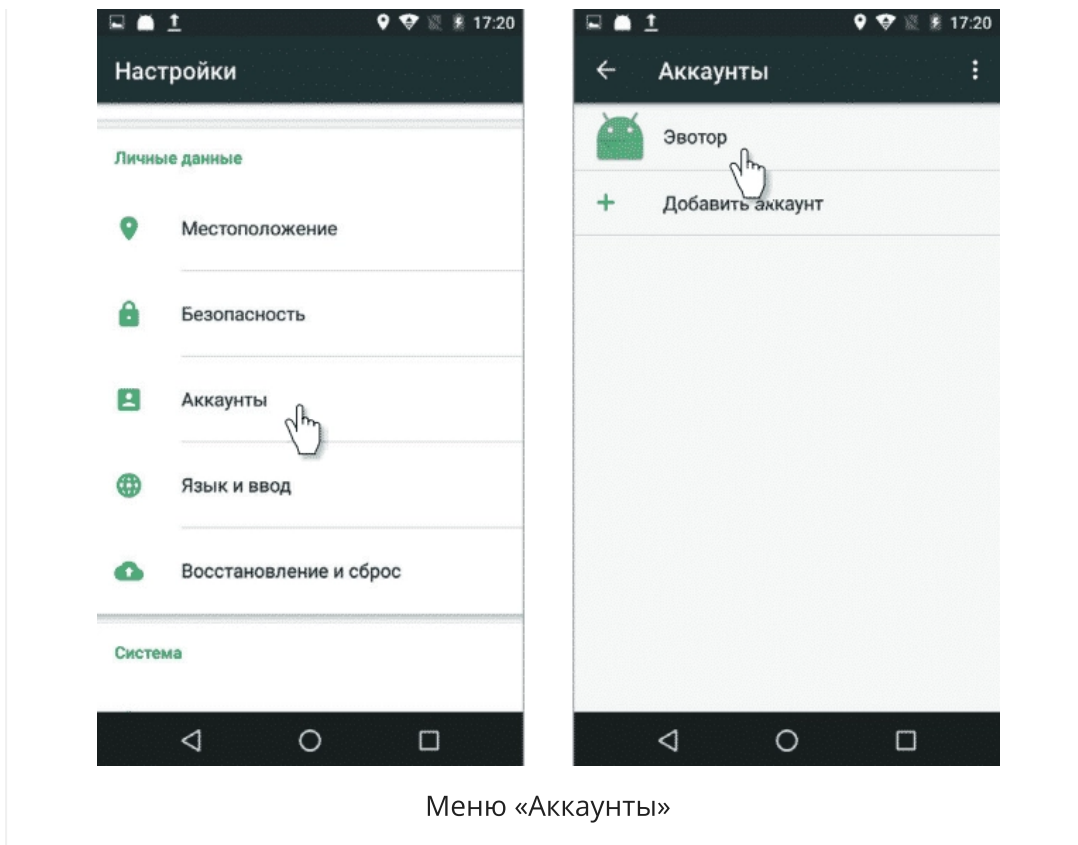 17:20
Настройки
Личные данные
Местоположение
Безопасность
Аккаунты
Язык и ввод
Восстановление и сброс
Система
17:20
Аккаунты
Эвотор
Добавить аккаунт
Меню «Аккаунты»